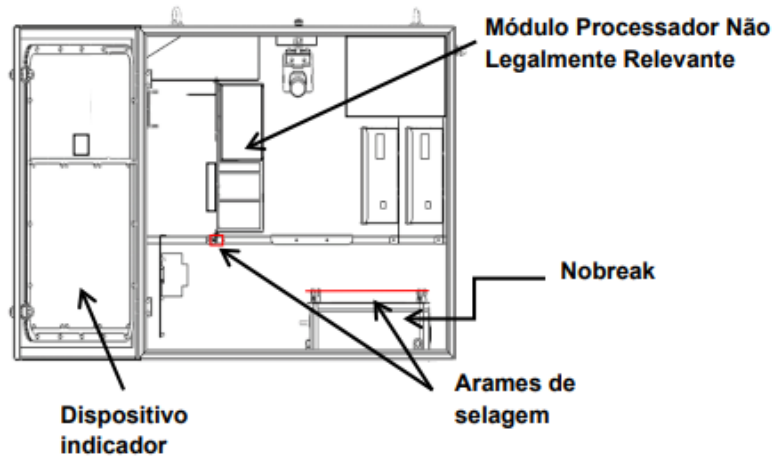 Módulo Processador Não
Legalmente Relevante
Nobreak
Arames de
selagem
Dispositivo
indicador